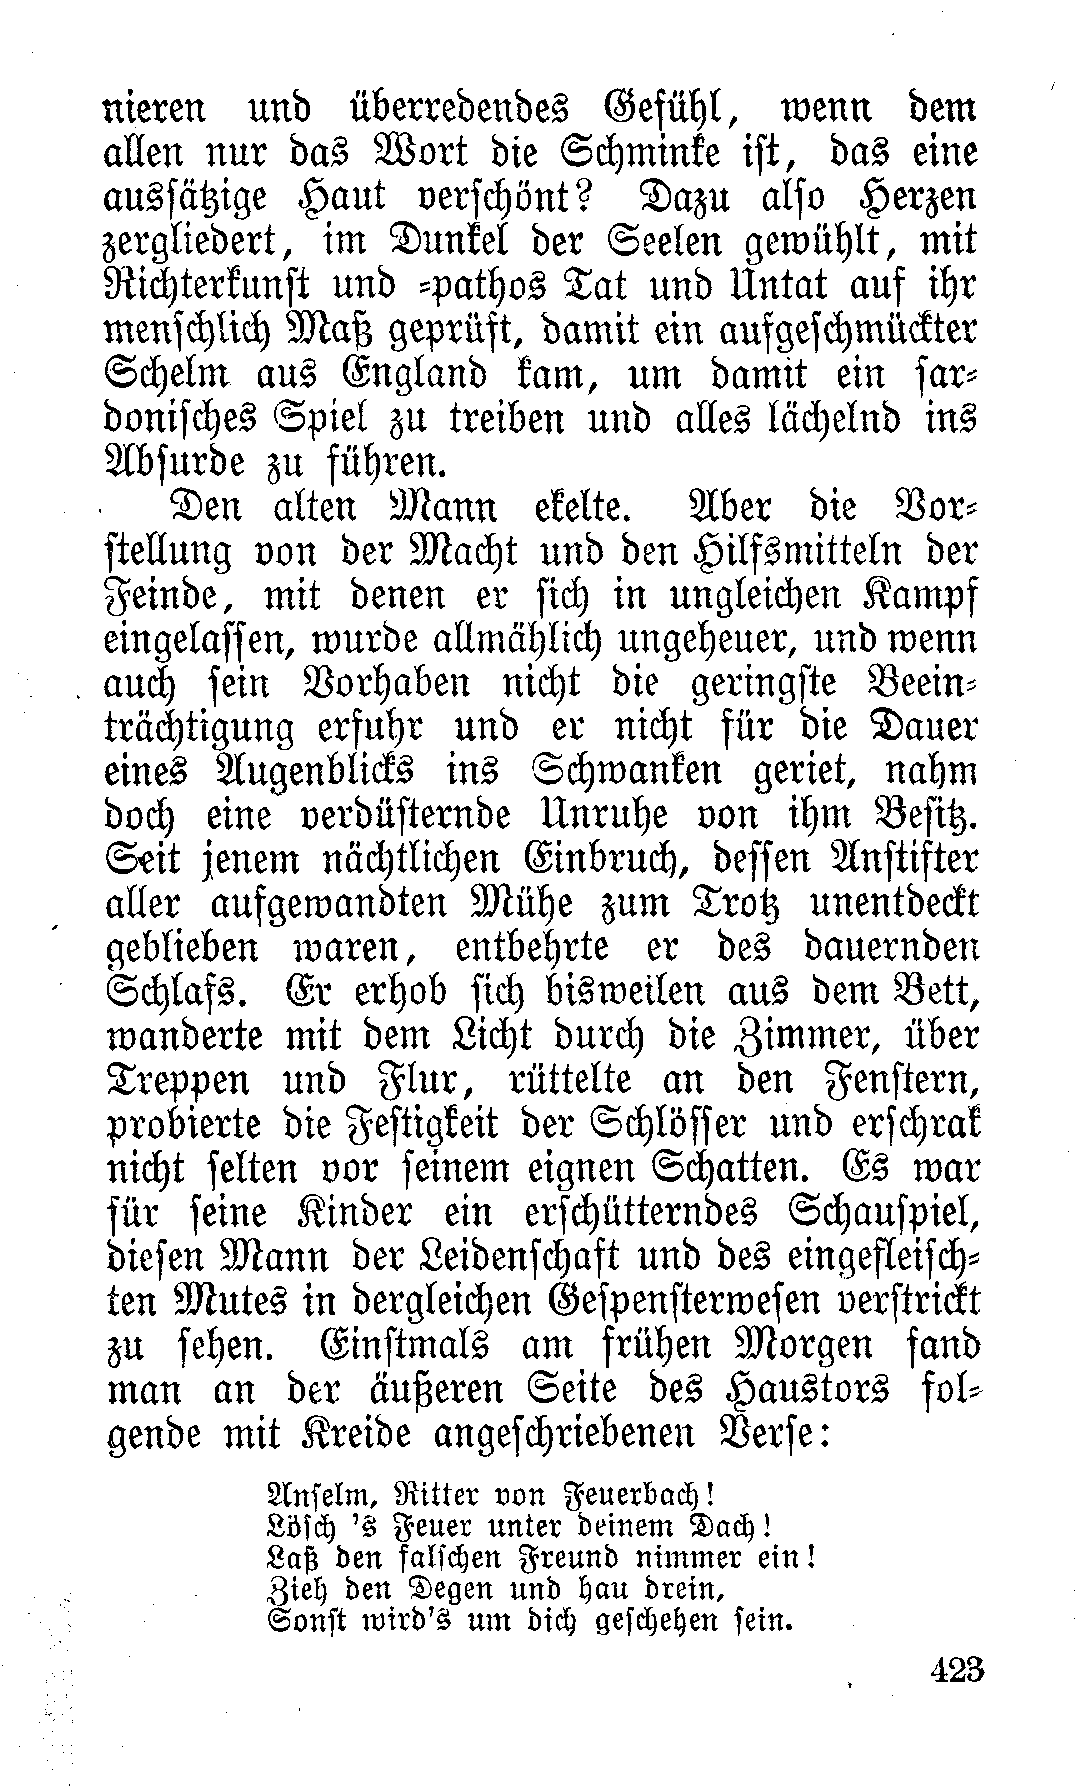 nieren und überredendes Gefühl, wenn dem
allen nur das Wort die Schminke ist, das eine
aussätzige Haut verschönt? Dazu also Herzen
zergliedert, im Dunkel der Seelen gewühlt, mit
Richterkunst und -pathos Tat und Untat auf ihr
menschlich Maß geprüft, damit ein aufgeschmückter
Schelm aus England kam, um damit ein sar-
donisches Spiel zu treiben und alles lächelnd ins
Absurde zu führen.
Den alten Mann ekelte. Aber die Vor-
stellung von der Macht und den Hilfsmitteln der
Feinde, mit denen er sich in ungleichen Kampf
eingelassen, wurde allmählich ungeheuer, und wenn
auch sein Vorhaben nicht die geringste Beein-
trächtigung erfuhr und er nicht für die Dauer
eines Augenblicks ins Schwanken geriet, nahm
doch eine verdüsternde Unruhe von ihm Besitz.
Seit jenem nächtlichen Einbruch, dessen Anstifter
aller aufgewandten Mühe zum Trotz unentdeckt
geblieben waren, entbehrte er des dauernden
Schlafs. Er erhob sich bisweilen aus dem Bett,
wanderte mit dem Licht durch die Zimmer, über
Treppen und Flur, rüttelte an den Fenstern,
probierte die Festigkeit der Schlösser und erschrak
nicht selten vor seinem eignen Schatten. Es war
für seine Kinder ein erschütterndes Schauspiel,
diesen Mann der Leidenschaft und des eingefleisch-
ten Mutes in dergleichen Gespensterwesen verstrickt
zu sehen. Einstmals am frühen Morgen fand
man an der äußeren Seite des Haustors fol-
gende mit Kreide angeschriebenen Verse:
Anselm, Ritter von Feuerbach!
Lösch 's Feuer unter deinem Dach!
Laß den falschen Freund nimmer ein!
Zieh den Degen und hau drein,
Sonst wird's um dich geschehen sein.
423